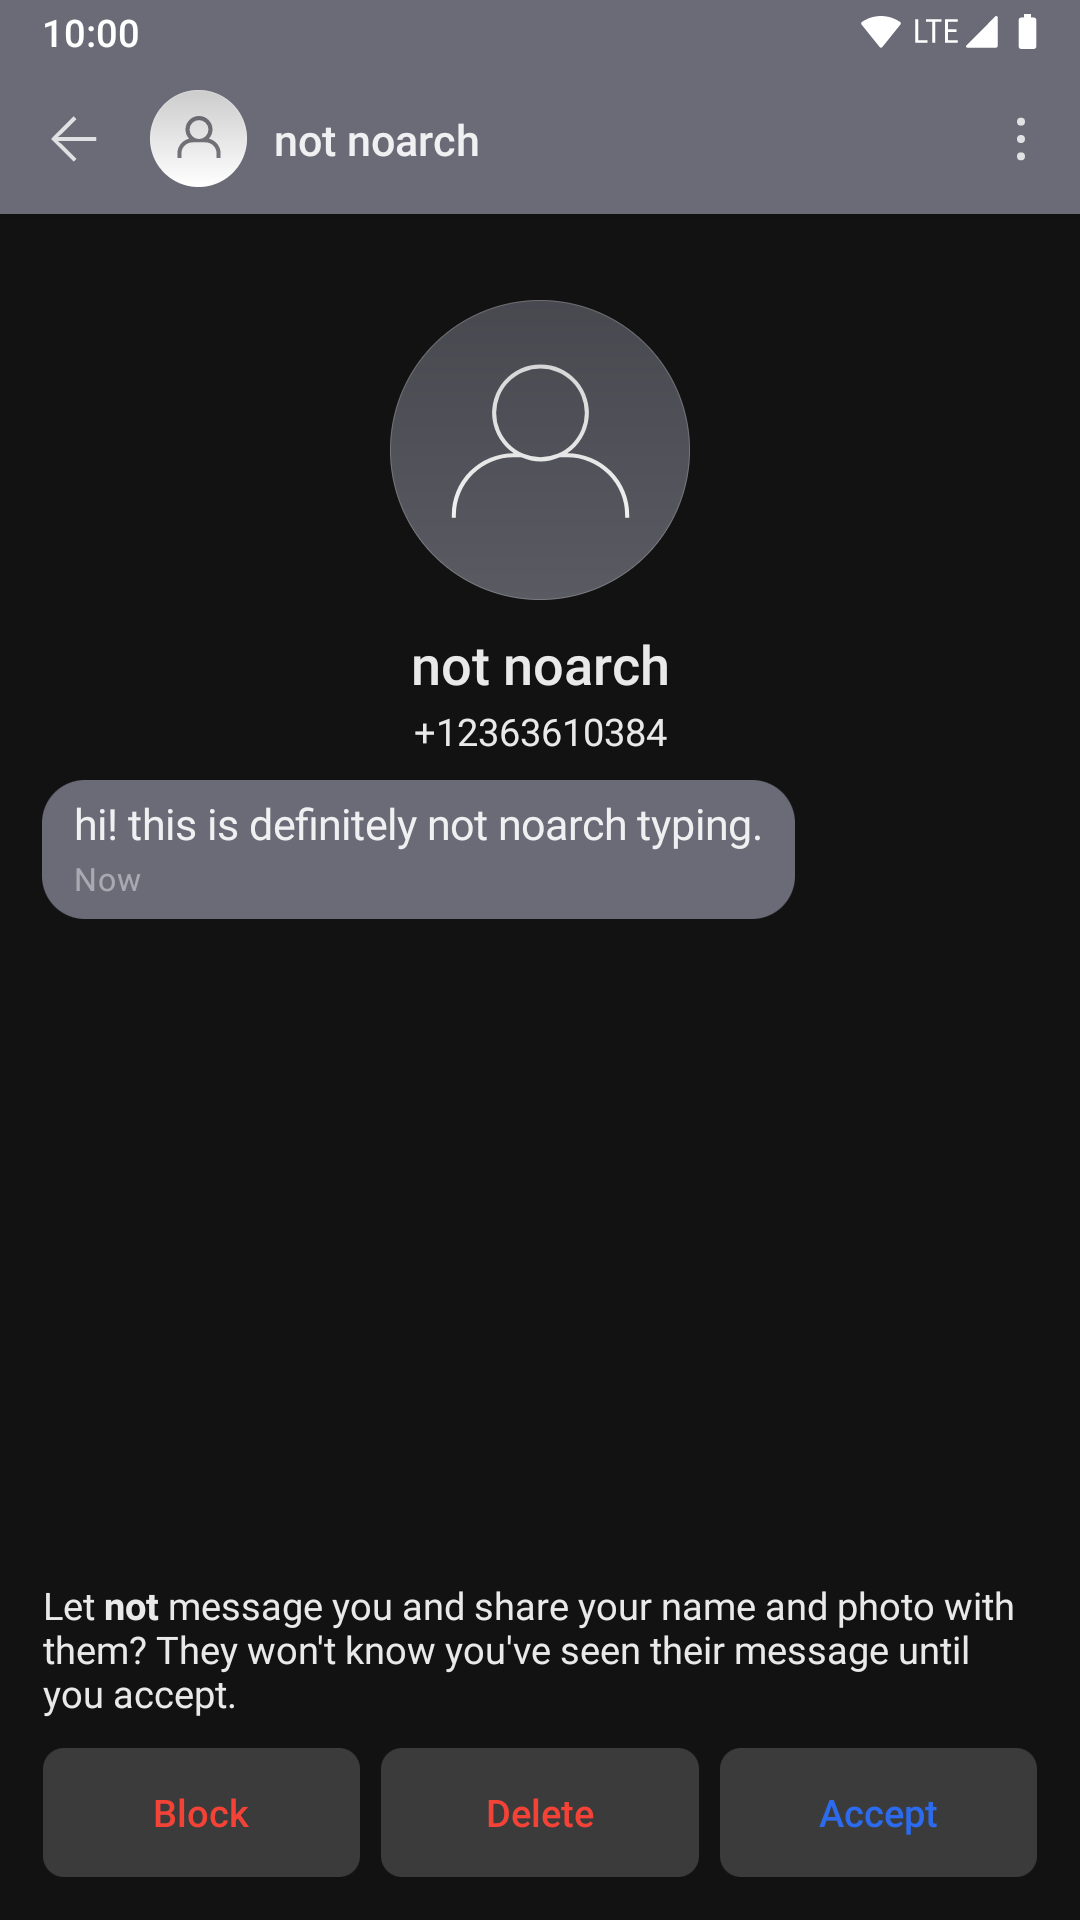 10:00
LTE
not noarch
not noarch
+12363610384
hi! this is definitely not noarch typing.
Now
Let not message you and share your name and photo with
them? They won't know you've seen their message until
you accept.
Block
Delete
Accept